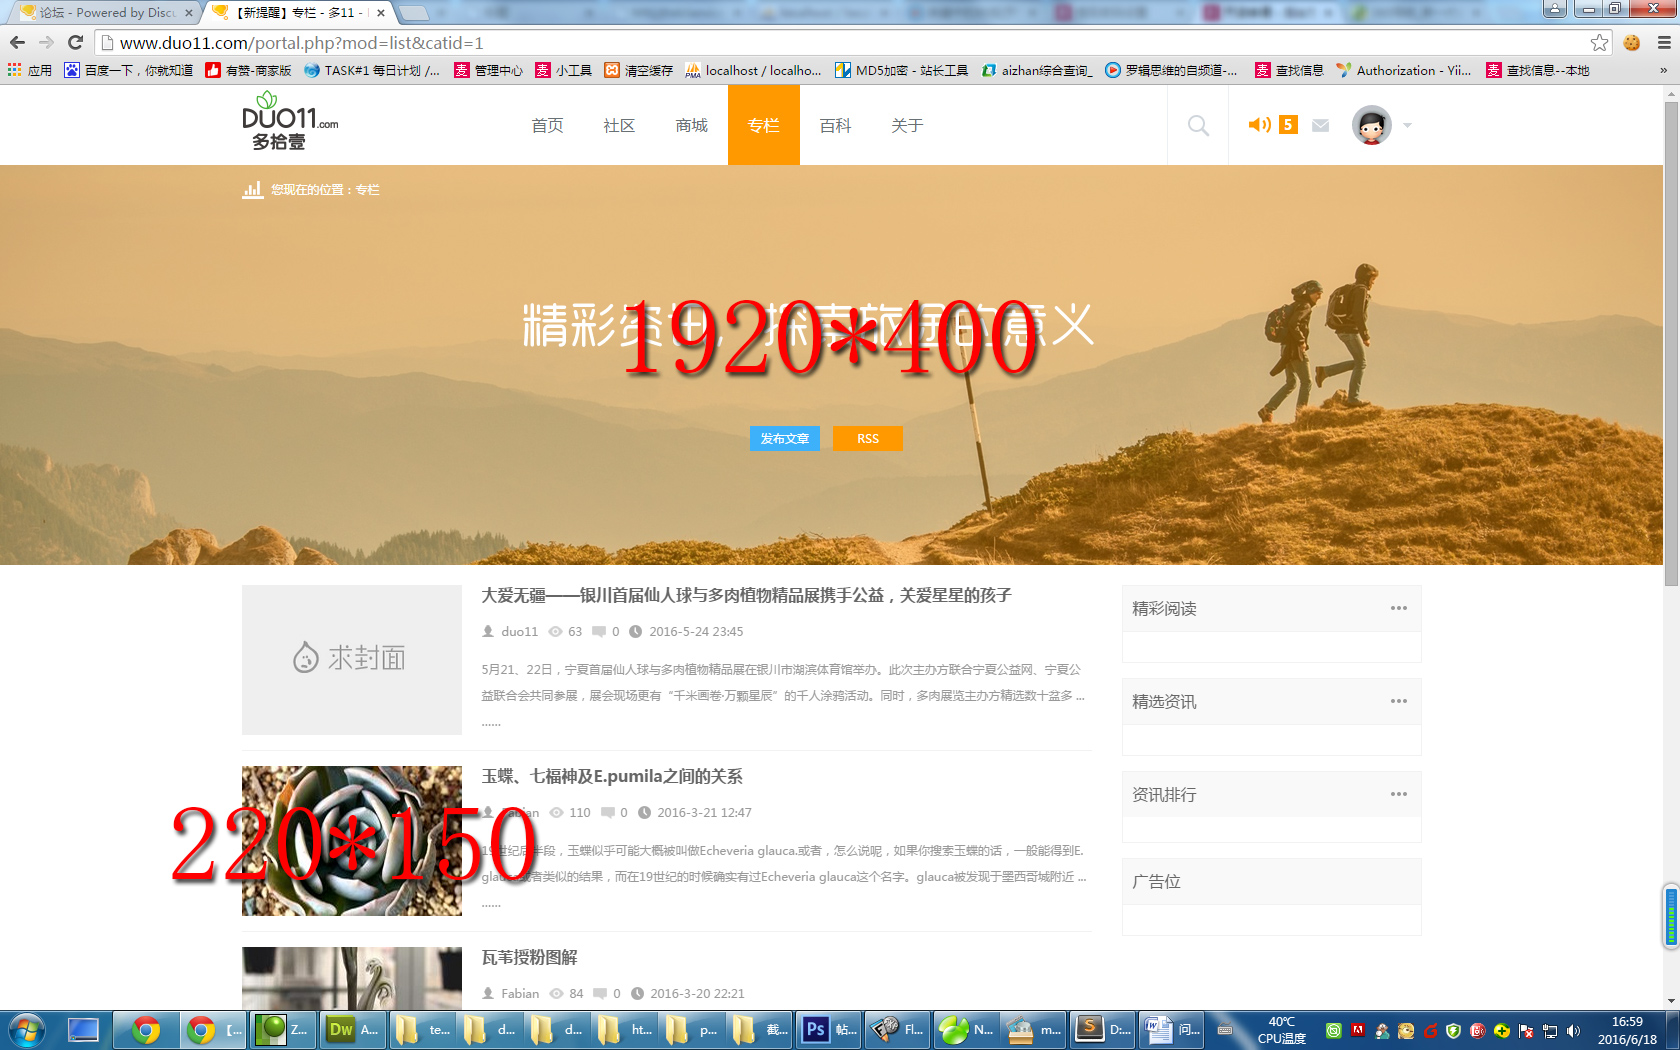 论坛 - Powered by Discu
【新提醒】专栏 - 多11 -
www.duo11.com/portal.php?mod=list&catid=1
应用 百度一下，你就知道 有赞-商家版 TASK#1 每日计划 /... 管理中心 小工具 清空缓存 localhost / localho... MD5加密 - 站长工具 aizhan综合查询_ 罗辑思维的自频道-... 查找信息 Authorization - Yii... 查找信息--本地 »
DUO11.com
多拾壹
首页 社区 商城 专栏 百科 关于 5
您现在的位置：专栏
精彩资讯，探索旅途的意义
1920*400
发布文章 RSS
求封面
大爱无疆——银川首届仙人球与多肉植物精品展携手公益，关爱星星的孩子
duo11 63 0 2016-5-24 23:45
5月21、22日，宁夏首届仙人球与多肉植物精品展在银川市湖滨体育馆举办。此次主办方联合宁夏公益网、宁夏公
益联合会共同参展，展会现场更有“千米画卷·万颗星辰”的千人涂鸦活动。同时，多肉展览主办方精选数十盆多 ...
......
玉蝶、七福神及E.pumila之间的关系
Fabian 110 0 2016-3-21 12:47
220*150
19世纪后半段，玉蝶似乎可能大概被叫做Echeveria glauca.或者，怎么说呢，如果你搜索玉蝶的话，一般能得到E.
glauca或者类似的结果，而在19世纪的时候确实有过Echeveria glauca这个名字。glauca被发现于墨西哥城附近 ...
......
瓦苇授粉图解
Fabian 84 0 2016-3-20 22:21
精彩阅读
精选资讯
资讯排行
广告位
[... Z... A... te... d... d... ht... p... 截... 帖... Fl... N... m... D:... 问...
40℃
CPU温度
16:59
2016/6/18